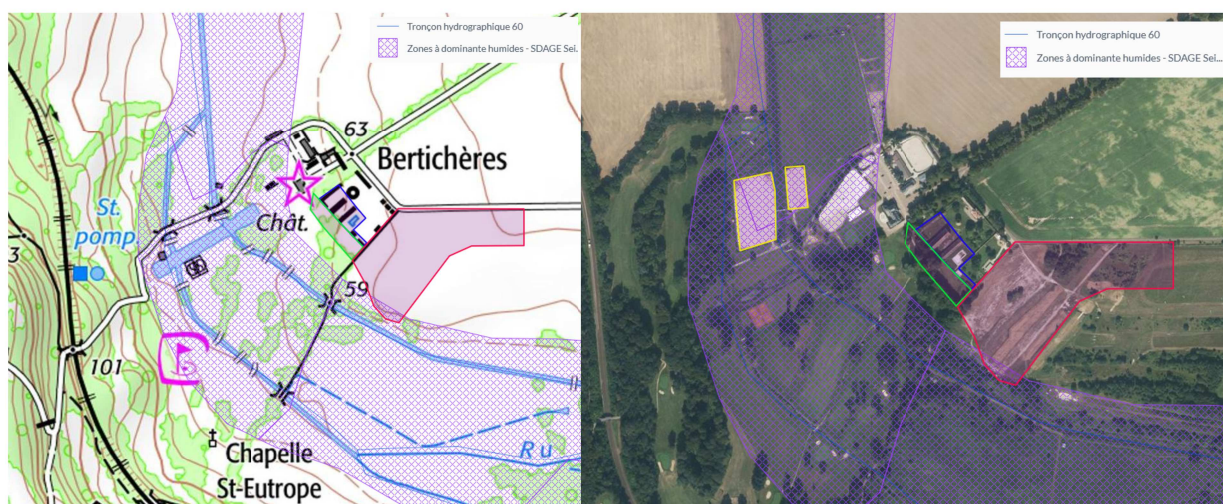 Tronçon hydrographique 60
Zones à dominante humides - SDAGE Sei.
63
Bertichères
Chât.
St.
pomp.
3
59
101
Chapelle
St-Eutrope
Ru
Tronçon hydrographique 60
Zones à dominante humides - SDAGE Sei...